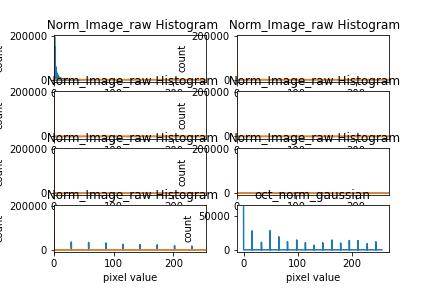 Norm_Image_raw Histogram Norm_Image_raw Histogram
200000 200000
count
0
Norm_Image_raw Histogram Norm_Image_raw Histogram
200000 200000
count count
0 0
Norm_Image_raw Histogram Norm_Image_raw Histogram
200000 200000
count count
0 0
Norm_Image_raw Histogram oct_norm_gaussian
200000 50000
count count
0 0
0 100 200 0 100 200
pixel value pixel value